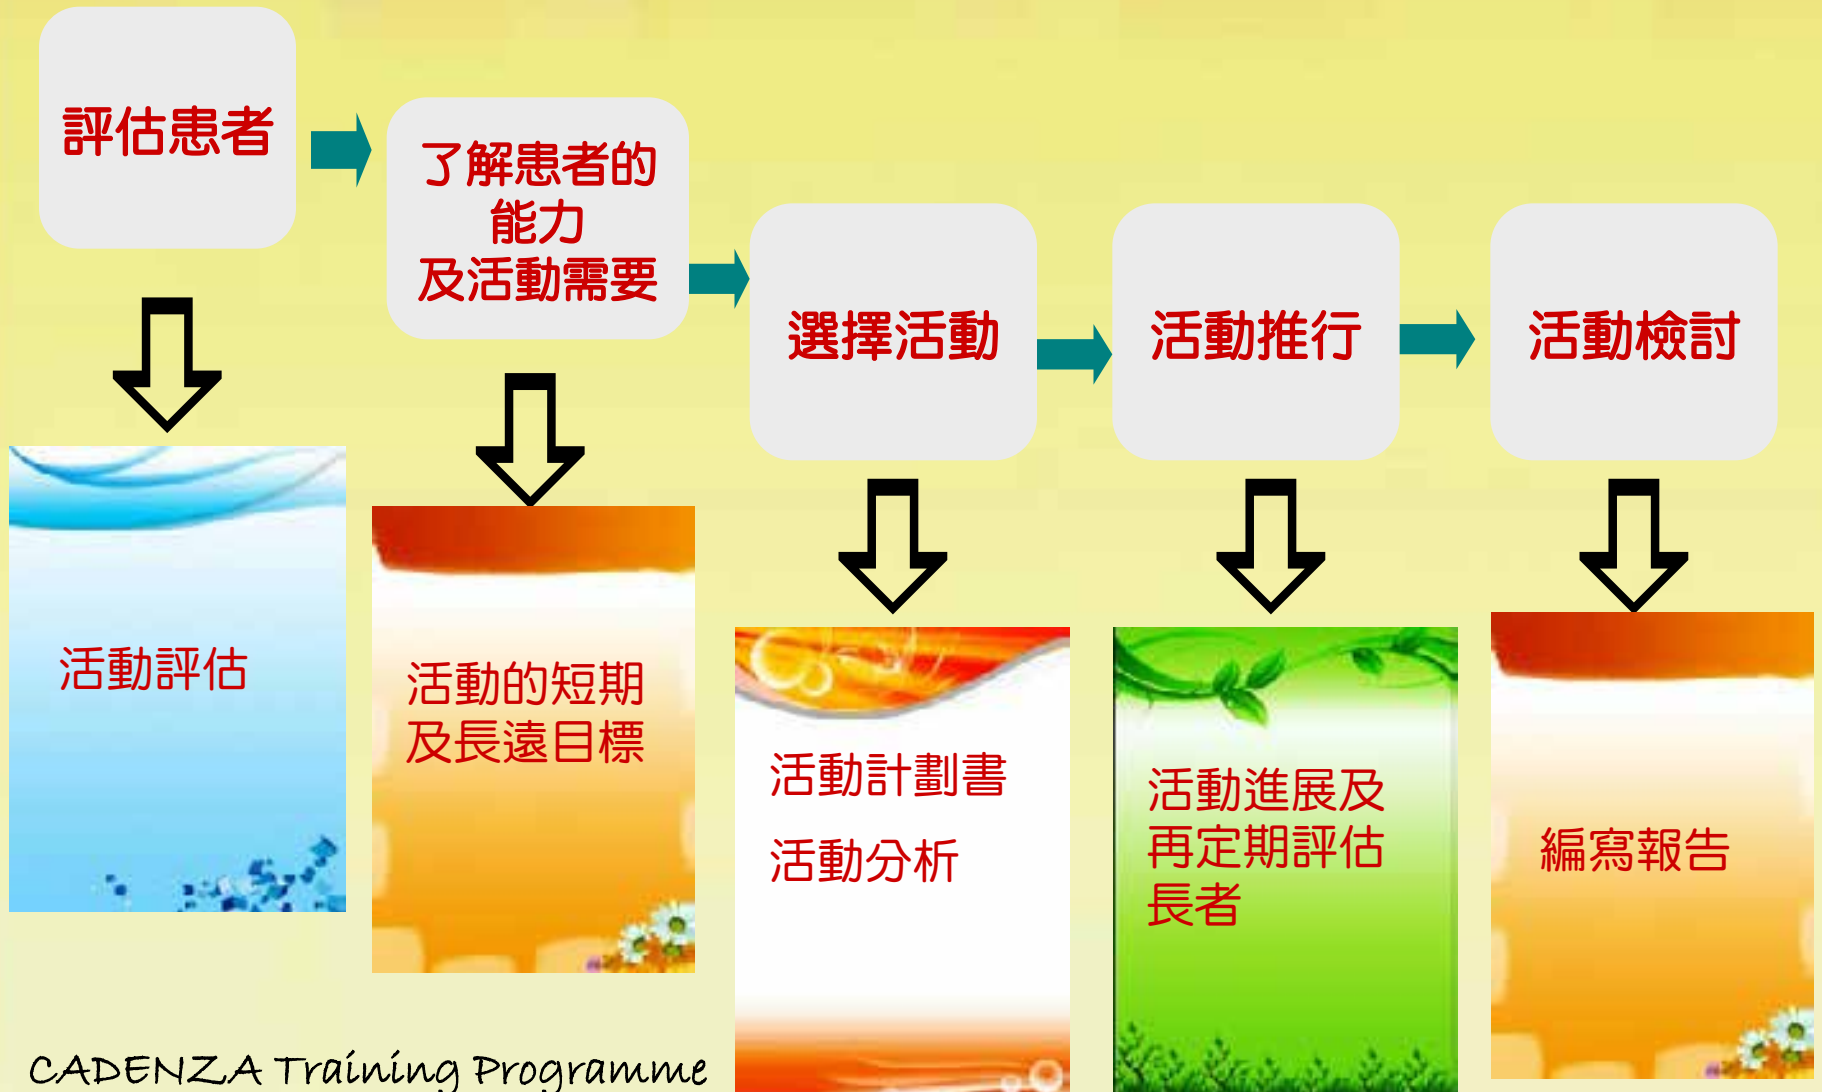 評估患者
了解患者的
能力
及活動需要
選擇活動
活動推行
活動檢討
活動評估
活動的短期
及長遠目標
活動計劃書
活動分析
活動進展及
再定期評估
長者
編寫報告
CADENZA Training Programme